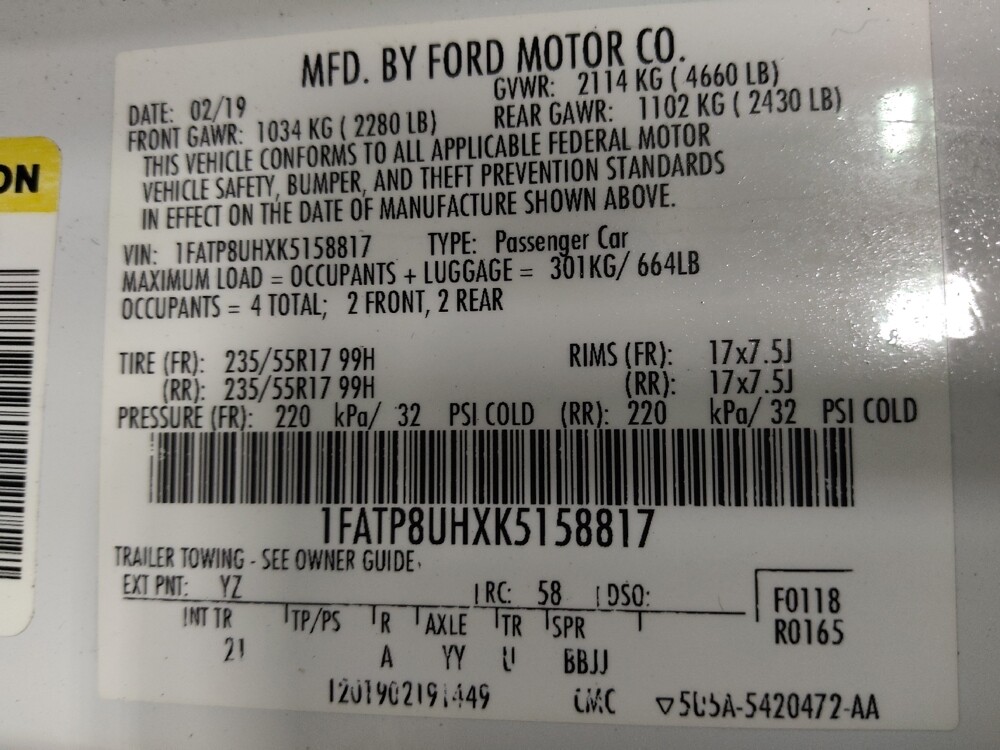 MFD. BY FORD MOTOR CO.
DATE: 02/19 GVWR: 2114 KG ( 4660 LB)
FRONT GAWR: 1034 KG ( 2280 LB) REAR GAWR: 1102 KG ( 2430 LB)
THIS VEHICLE CONFORMS TO ALL APPLICABLE FEDERAL MOTOR
VEHICLE SAFETY, BUMPER, AND THEFT PREVENTION STANDARDS
IN EFFECT ON THE DATE OF MANUFACTURE SHOWN ABOVE.
ON
VIN: 1FATP8UHXK5158817 TYPE: Passenger Car
MAXIMUM LOAD = OCCUPANTS + LUGGAGE = 301KG/ 664LB
OCCUPANTS = 4 TOTAL; 2 FRONT, 2 REAR
TIRE (FR): 235/55R17 99H RIMS (FR): 17x7.5J
(RR): 235/55R17 99H (RR): 17x7.5J
PRESSURE (FR): 220 kPa/ 32 PSI COLD (RR): 220 kPa/ 32 PSI COLD
1FATP8UHXK5158817
TRAILER TOWING - SEE OWNER GUIDE.
EXT PNT: YZ RC: 58 DSO: F0118
INT TR TP/PS R AXLE TR SPR R0165
21 A YY U BBJJ
1201902191449 CMC ▽5U5A-5420472-AA